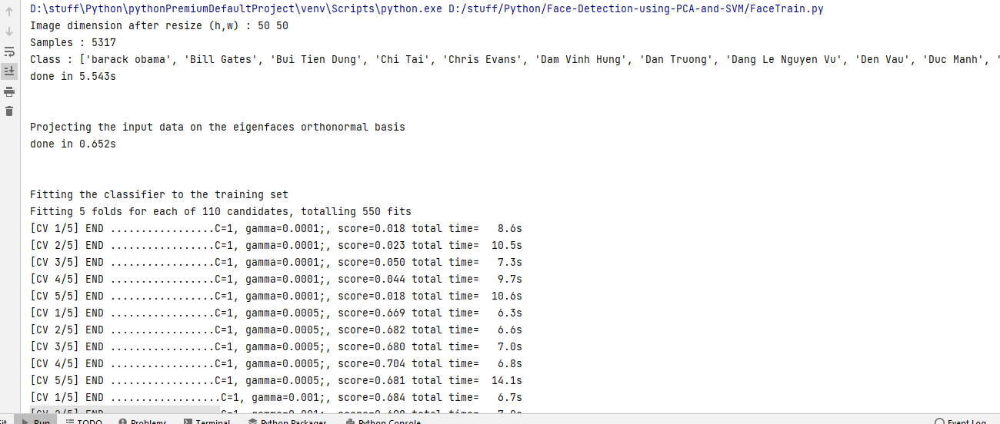 D:\stuff\Python\pythonPremiumDefaultProject\venv\Scripts\python.exe D:/stuff/Python/Face-Detection-using-PCA-and-SVM/FaceTrain.py
Image dimension after resize (h,w) : 50 50
Samples : 5317
Class : ['barack obama', 'Bill Gates', 'Bui Tien Dung', 'Chi Tai', 'Chris Evans', 'Dam Vinh Hung', 'Dan Truong', 'Dang Le Nguyen Vu', 'Den Vau', 'Duc Manh', '
done in 5.543s
Projecting the input data on the eigenfaces orthonormal basis
done in 0.652s
Fitting the classifier to the training set
Fitting 5 folds for each of 110 candidates, totalling 550 fits
[CV 1/5] END .................C=1, gamma=0.0001;, score=0.018 total time=   8.6s
[CV 2/5] END .................C=1, gamma=0.0001;, score=0.023 total time=  10.5s
[CV 3/5] END .................C=1, gamma=0.0001;, score=0.050 total time=   7.3s
[CV 4/5] END .................C=1, gamma=0.0001;, score=0.044 total time=   9.7s
[CV 5/5] END .................C=1, gamma=0.0001;, score=0.018 total time=  10.6s
[CV 1/5] END .................C=1, gamma=0.0005;, score=0.669 total time=   6.3s
[CV 2/5] END .................C=1, gamma=0.0005;, score=0.682 total time=   6.6s
[CV 3/5] END .................C=1, gamma=0.0005;, score=0.680 total time=   7.0s
[CV 4/5] END .................C=1, gamma=0.0005;, score=0.704 total time=   6.8s
[CV 5/5] END .................C=1, gamma=0.0005;, score=0.681 total time=  14.1s
[CV 1/5] END ..................C=1, gamma=0.001;, score=0.684 total time=   6.7s
Run TODO Problems Terminal Python Packages Python Console Event Log